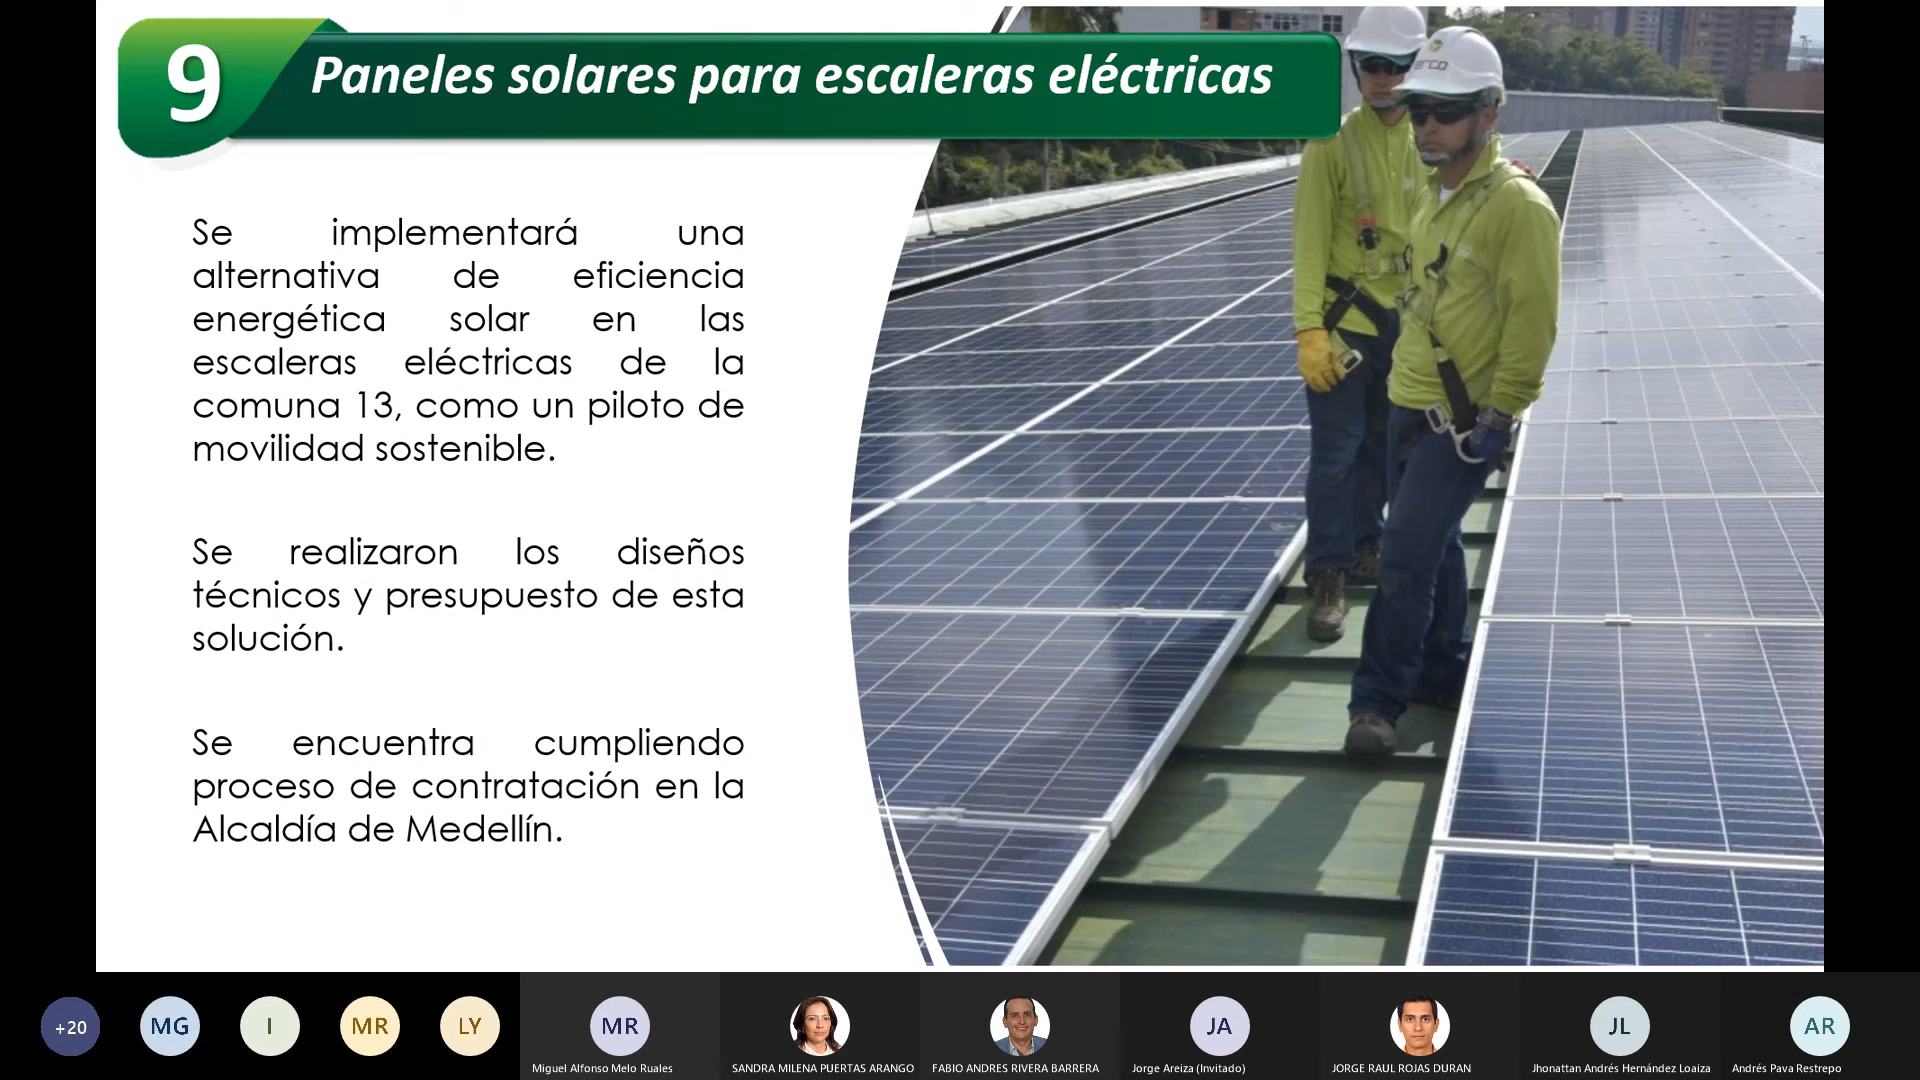 9
Paneles solares para escaleras eléctricas
Se implementará una
alternativa de eficiencia
energética solar en las
escaleras eléctricas de la
comuna 13, como un piloto de
movilidad sostenible.
Se realizaron los diseños
técnicos y presupuesto de esta
solución.
Se encuentra cumpliendo
proceso de contratación en la
Alcaldía de Medellín.
+20
MG
I
MR
LY
MR
JA
JL
AR
Miguel Alfonso Melo Ruales
SANDRA MILENA PUERTAS ARANGO
FABIO ANDRES RIVERA BARRERA
Jorge Areiza (Invitado)
JORGE RAUL ROJAS DURAN
Jhonattan Andrés Hernández Loaiza
Andrés Pava Restrepo